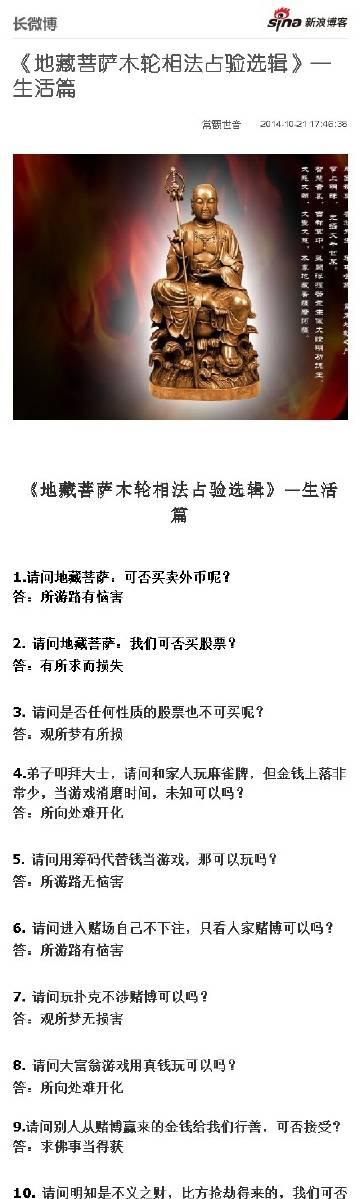 长微博
sina 新浪博客
《地藏菩萨木轮相法占验选辑》—
生活篇
常觀世音 2014-10-21 17:46:36
《地藏菩萨木轮相法占验选辑》—生活
篇
1.请问地藏菩萨：可否买卖外币呢？
答：所游路有恼害
2. 请问地藏菩萨：我们可否买股票？
答：有所求而损失
3. 请问是否任何性质的股票也不可买呢？
答：观所梦有所损
4.弟子叩拜大士，请问和家人玩麻雀牌，但金钱上落非
常少，当游戏消磨时间，未知可以吗？
答：所向处难开化
5. 请问用筹码代替钱当游戏，那可以玩吗？
答：所游路无恼害
6. 请问进入赌场自己不下注，只看人家赌博可以吗？
答：所游路有恼害
7. 请问玩扑克不涉赌博可以吗？
答：观所梦无损害
8. 请问大富翁游戏用真钱玩可以吗？
答：所向处难开化
9.请问别人从赌博赢来的金钱给我们行善，可否接受？
答：求佛事当得获
10. 请问明知是不义之财，比方抢劫得来的，我们可否